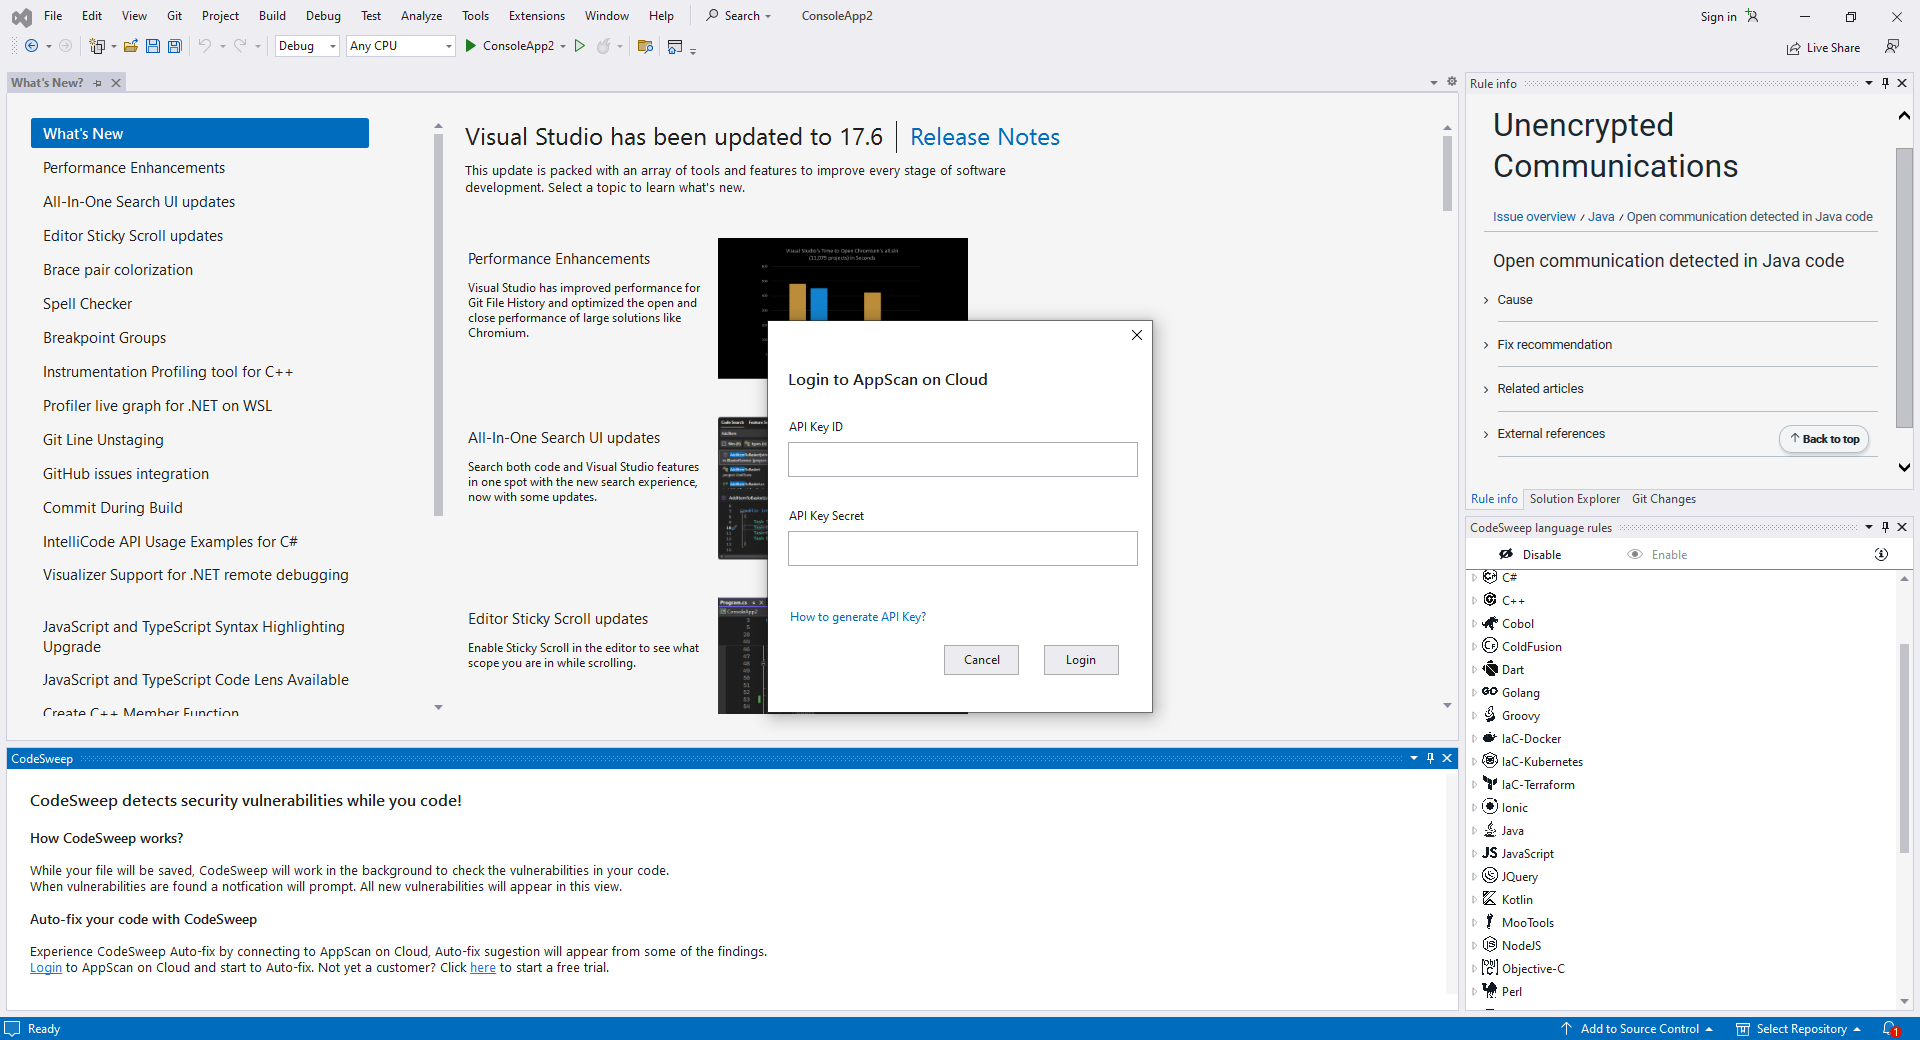 File Edit View Git Project Build Debug Test Analyze Tools Extensions Window Help Search ConsoleApp2 Sign in
Debug Any CPU ConsoleApp2 Live Share
What's New?
What's New
Performance Enhancements
All-In-One Search UI updates
Editor Sticky Scroll updates
Brace pair colorization
Spell Checker
Breakpoint Groups
Instrumentation Profiling tool for C++
Profiler live graph for .NET on WSL
Git Line Unstaging
GitHub issues integration
Commit During Build
IntelliCode API Usage Examples for C#
Visualizer Support for .NET remote debugging
JavaScript and TypeScript Syntax Highlighting
Upgrade
JavaScript and TypeScript Code Lens Available
Create C++ Member Function
Visual Studio has been updated to 17.6 Release Notes
This update is packed with an array of tools and features to improve every stage of software
development. Select a topic to learn what's new.
Performance Enhancements
Visual Studio has improved performance for
Git File History and optimized the open and
close performance of large solutions like
Chromium.
Visual Studio's Time to Open Chromium's all.sln
(11,079 projects) in Seconds
All-In-One Search UI updates
Search both code and Visual Studio features
in one spot with the new search experience,
now with some updates.
Editor Sticky Scroll updates
Enable Sticky Scroll in the editor to see what
scope you are in while scrolling.
Program.cs
ConsoleApp2
Login to AppScan on Cloud
API Key ID
API Key Secret
How to generate API Key?
Cancel Login
Rule info
Unencrypted
Communications
Issue overview / Java / Open communication detected in Java code
Open communication detected in Java code
Cause
Fix recommendation
Related articles
External references
Back to top
Rule info Solution Explorer Git Changes
CodeSweep language rules
Disable Enable
C#
C++
Cobol
ColdFusion
Dart
Golang
Groovy
IaC-Docker
IaC-Kubernetes
IaC-Terraform
Ionic
Java
JS JavaScript
JQuery
Kotlin
MooTools
NodeJS
Objective-C
Perl
CodeSweep
CodeSweep detects security vulnerabilities while you code!
How CodeSweep works?
While your file will be saved, CodeSweep will work in the background to check the vulnerabilities in your code.
When vulnerabilities are found a notfication will prompt. All new vulnerabilities will appear in this view.
Auto-fix your code with CodeSweep
Experience CodeSweep Auto-fix by connecting to AppScan on Cloud, Auto-fix sugestion will appear from some of the findings.
Login to AppScan on Cloud and start to Auto-fix. Not yet a customer? Click here to start a free trial.
Ready Add to Source Control Select Repository 1